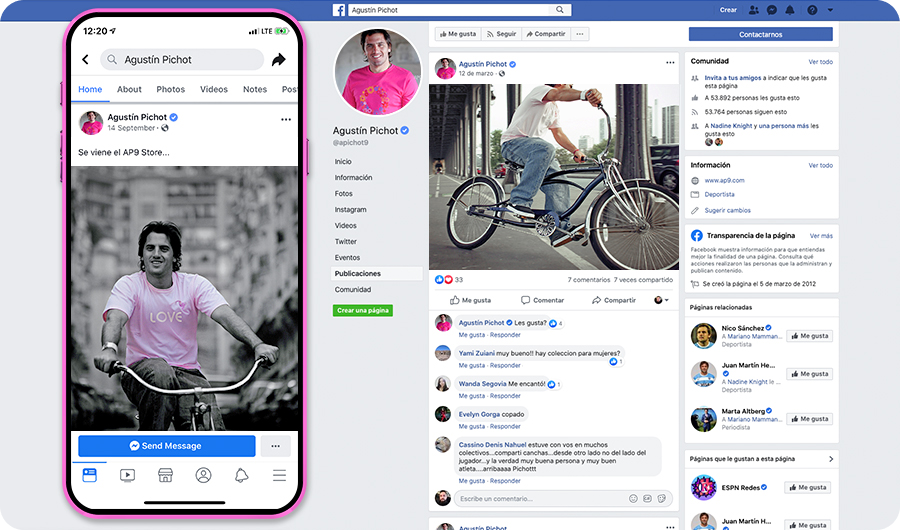 12:20
LTE
Agustín Pichot
Home
About
Photos
Videos
Notes
Post
Agustín Pichot
14 September ·
Se viene el AP9 Store...
LOVE
Send Message
Agustín Pichot
Crear
Agustín Pichot
@apichot9
Inicio
Información
Fotos
Instagram
Videos
Twitter
Eventos
Publicaciones
Comunidad
Crear una página
Me gusta
Seguir
Compartir
Agustín Pichot
12 de marzo ·
33
7 comentarios 7 veces compartido
Me gusta
Comentar
Compartir
Agustín Pichot Les gusta? 4
Me gusta · Responder
Yami Zuiani muy bueno!! hay coleccion para mujeres?
1
Me gusta · Responder
Wanda Segovia Me encantó! 1
Me gusta · Responder
Evelyn Gorga copado
Me gusta · Responder
Cassino Denis Nahuel estuve con vos en muchos
colectivos...comparti canchas...desde otro lado no del lado del
jugador...y la verdad muy buena persona y muy buen
atleta....arribaaaa Pichottt
Me gusta · Responder
Escribe un comentario...
GIF
Agustín Pichot
Contactarnos
Comunidad
Ver todo
Invita a tus amigos a indicar que les gusta
esta página
A 53.892 personas les gusta esto
53.764 personas siguen esto
A Nadine Knight y una persona más les
gusta esto
Información
Ver todo
www.ap9.com
Deportista
Sugerir cambios
Transparencia de la página
Ver más
Facebook muestra información para que entiendas
mejor la finalidad de una página. Consulta qué
acciones realizaron las personas que la administran y
publican contenido.
Se creó la página el 5 de marzo de 2012
Páginas relacionadas
Nico Sánchez
A Mariano Mamman...
Deportista
Me gusta
Juan Martín He...
A Nadine Knight le ...
Deportista
Me gusta
Marta Altberg
A Mariano Mamman...
Periodista
Me gusta
Páginas que le gustan a esta página
ESPN Redes
Me gusta
Juan Martín He...
Me gusta